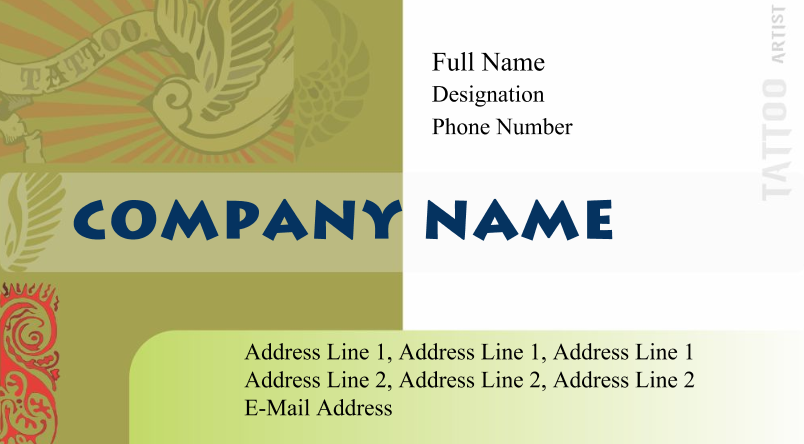 TATTOO
Full Name
Designation
Phone Number
TATTOO ARTIST
COMPANY NAME
Address Line 1, Address Line 1, Address Line 1
Address Line 2, Address Line 2, Address Line 2
E-Mail Address